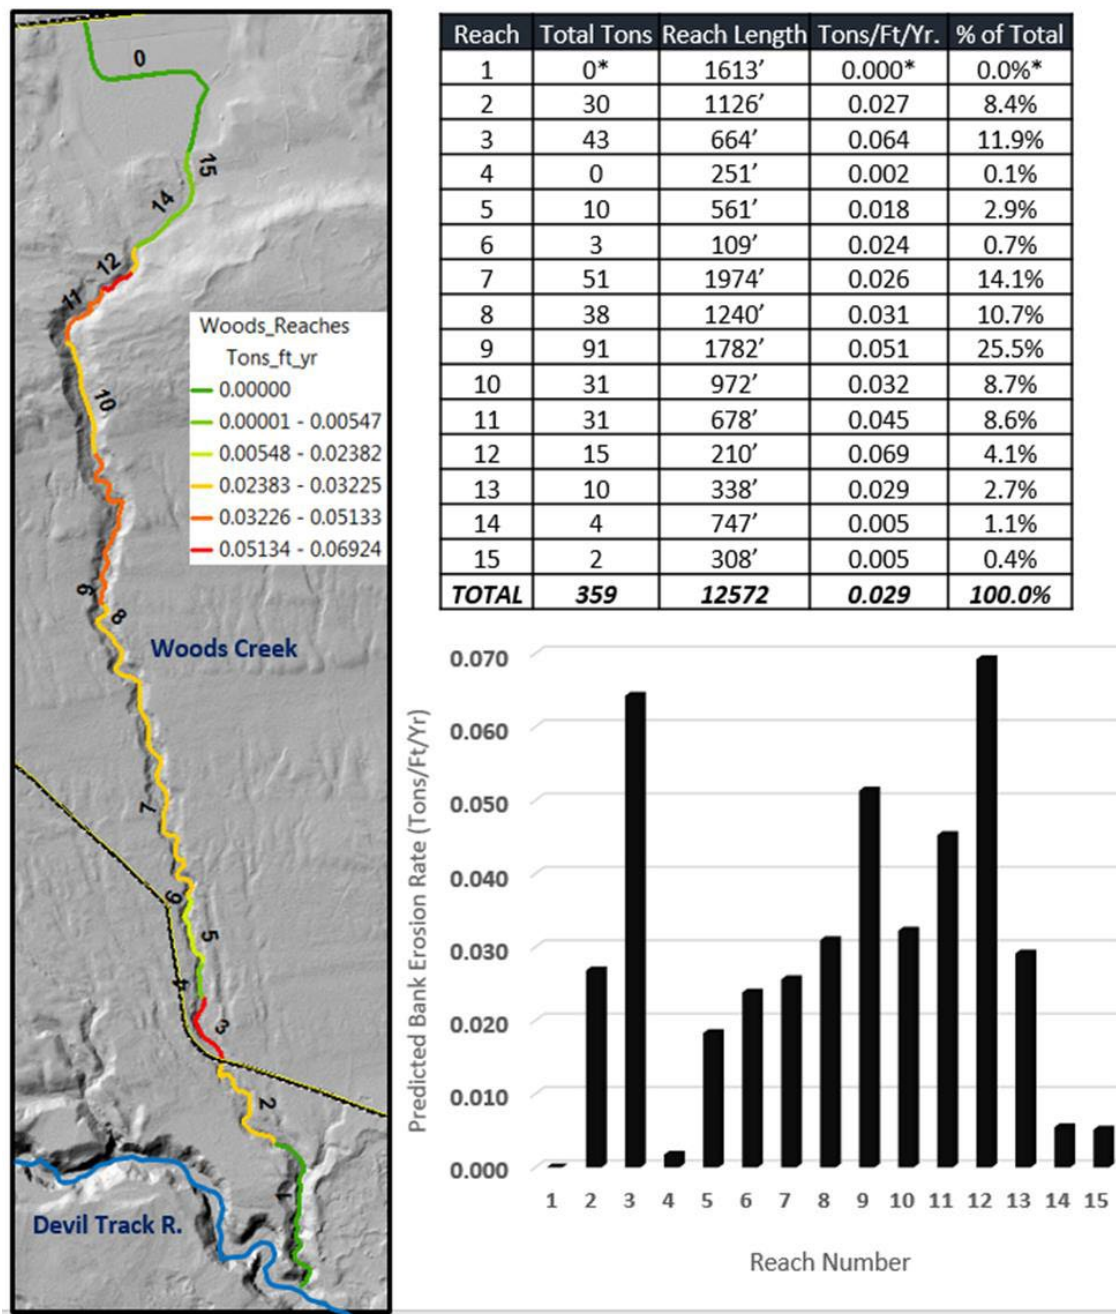 0
15
14
12
11
10
9
8
7
6
5
4
3
2
1
Woods_Reaches
Tons_ft_yr
0.00000
0.00001 - 0.00547
0.00548 - 0.02382
0.02383 - 0.03225
0.03226 - 0.05133
0.05134 - 0.06924
Woods Creek
Devil Track R.
Reach Total Tons Reach Length Tons/Ft/Yr. % of Total
1 0* 1613′ 0.000* 0.0%*
2 30 1126′ 0.027 8.4%
3 43 664′ 0.064 11.9%
4 0 251′ 0.002 0.1%
5 10 561′ 0.018 2.9%
6 3 109′ 0.024 0.7%
7 51 1974′ 0.026 14.1%
8 38 1240′ 0.031 10.7%
9 91 1782′ 0.051 25.5%
10 31 972′ 0.032 8.7%
11 31 678′ 0.045 8.6%
12 15 210′ 0.069 4.1%
13 10 338′ 0.029 2.7%
14 4 747′ 0.005 1.1%
15 2 308′ 0.005 0.4%
TOTAL 359 12572 0.029 100.0%
Predicted Bank Erosion Rate (Tons/Ft/Yr)
0.070
0.060
0.050
0.040
0.030
0.020
0.010
0.000
1 2 3 4 5 6 7 8 9 10 11 12 13 14 15
Reach Number